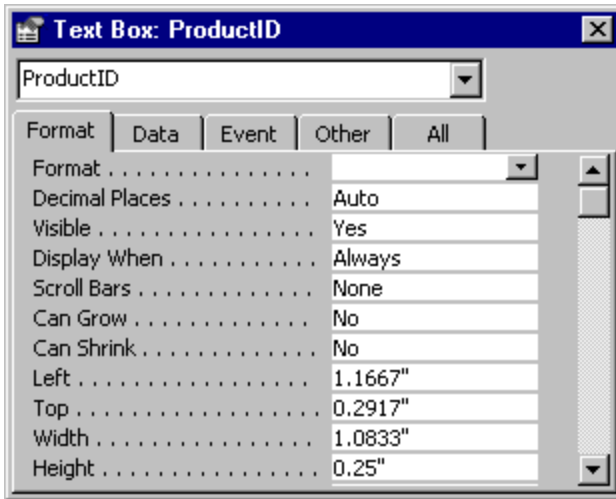 Text Box: ProductID
ProductID
Format Data Event Other All
Format . . . . . . . . . . . . . . . .
Decimal Places . . . . . . . . . . Auto
Visible . . . . . . . . . . . . . . . . . Yes
Display When . . . . . . . . . . . Always
Scroll Bars . . . . . . . . . . . . . None
Can Grow . . . . . . . . . . . . . No
Can Shrink . . . . . . . . . . . . . No
Left . . . . . . . . . . . . . . . . . . 1.1667"
Top . . . . . . . . . . . . . . . . . . . 0.2917"
Width . . . . . . . . . . . . . . . . . 1.0833"
Height . . . . . . . . . . . . . . . . . 0.25"